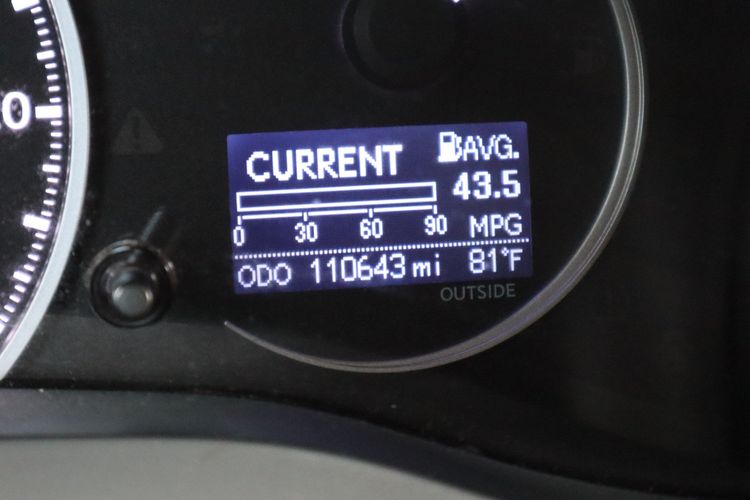 CURRENT
AVG.
43.5
MPG
0 30 60 90
ODO 110643 mi 81°F
OUTSIDE